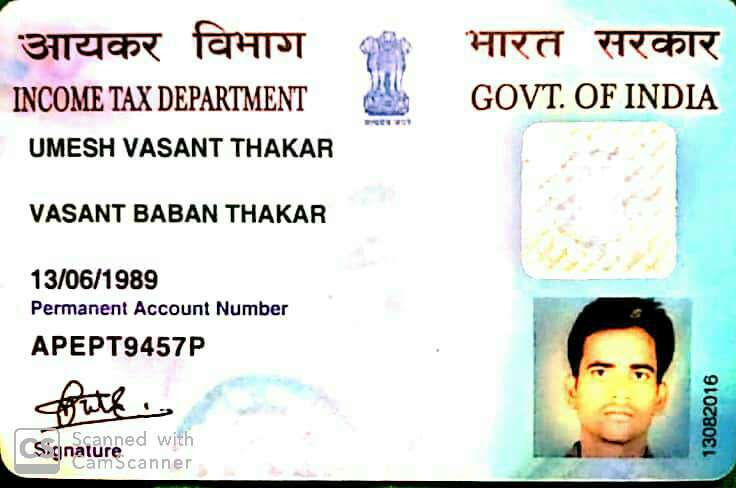 आयकर विभाग
भारत सरकार
INCOME TAX DEPARTMENT
GOVT. OF INDIA
सत्यमेव जयते
UMESH VASANT THAKAR
VASANT BABAN THAKAR
13/06/1989
Permanent Account Number
APEPT9457P
Signature
13082016
CS Scanned with
CamScanner